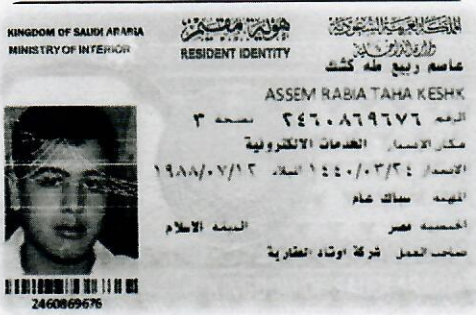 KINGDOM OF SAUDI ARABIA
MINISTRY OF INTERIOR
هوية مقيم
RESIDENT IDENTITY
المملكة العربية السعودية
وزارة الداخلية
عاصم ربيع طه كشك
ASSEM RABIA TAHA KESHK
الرقم ٢٤٦٠٨٦٩٦٧٦ نسخة ٣
مكان الاصدار الخدمات الالكترونية
الاصدار ١٤٤٠/٠٣/٢٤ الميلاد ١٩٨٨/٠٧/١٢
المهنة سباك عام
الجنسية مصر الديانة الاسلام
صاحب العمل شركة اوتاد العقارية
2460869676